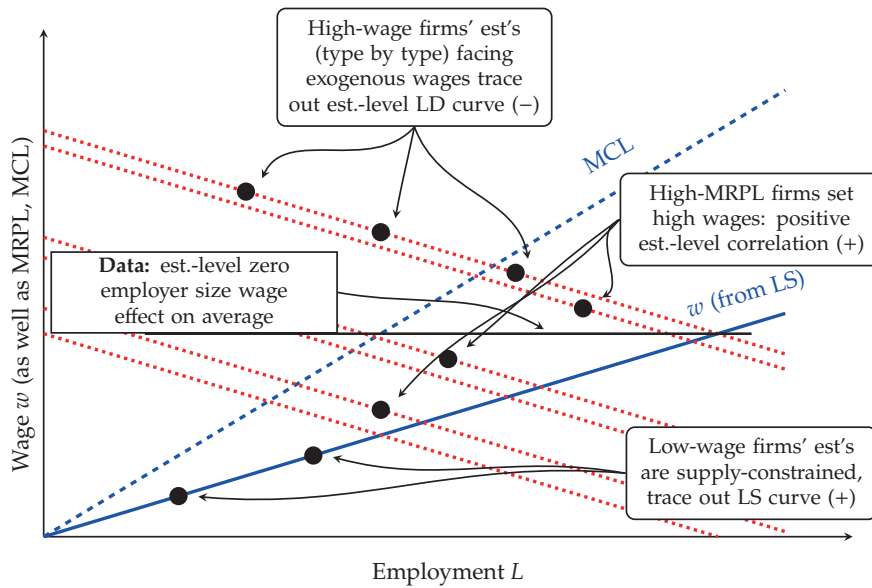 High-wage firms’ est’s
(type by type) facing
exogenous wages trace
out est.-level LD curve (−)
MCL
High-MRPL firms set
high wages: positive
est.-level correlation (+)
Data: est.-level zero
employer size wage
effect on average
w (from LS)
Low-wage firms’ est’s
are supply-constrained,
trace out LS curve (+)
Wage w (as well as MRPL, MCL)
Employment L